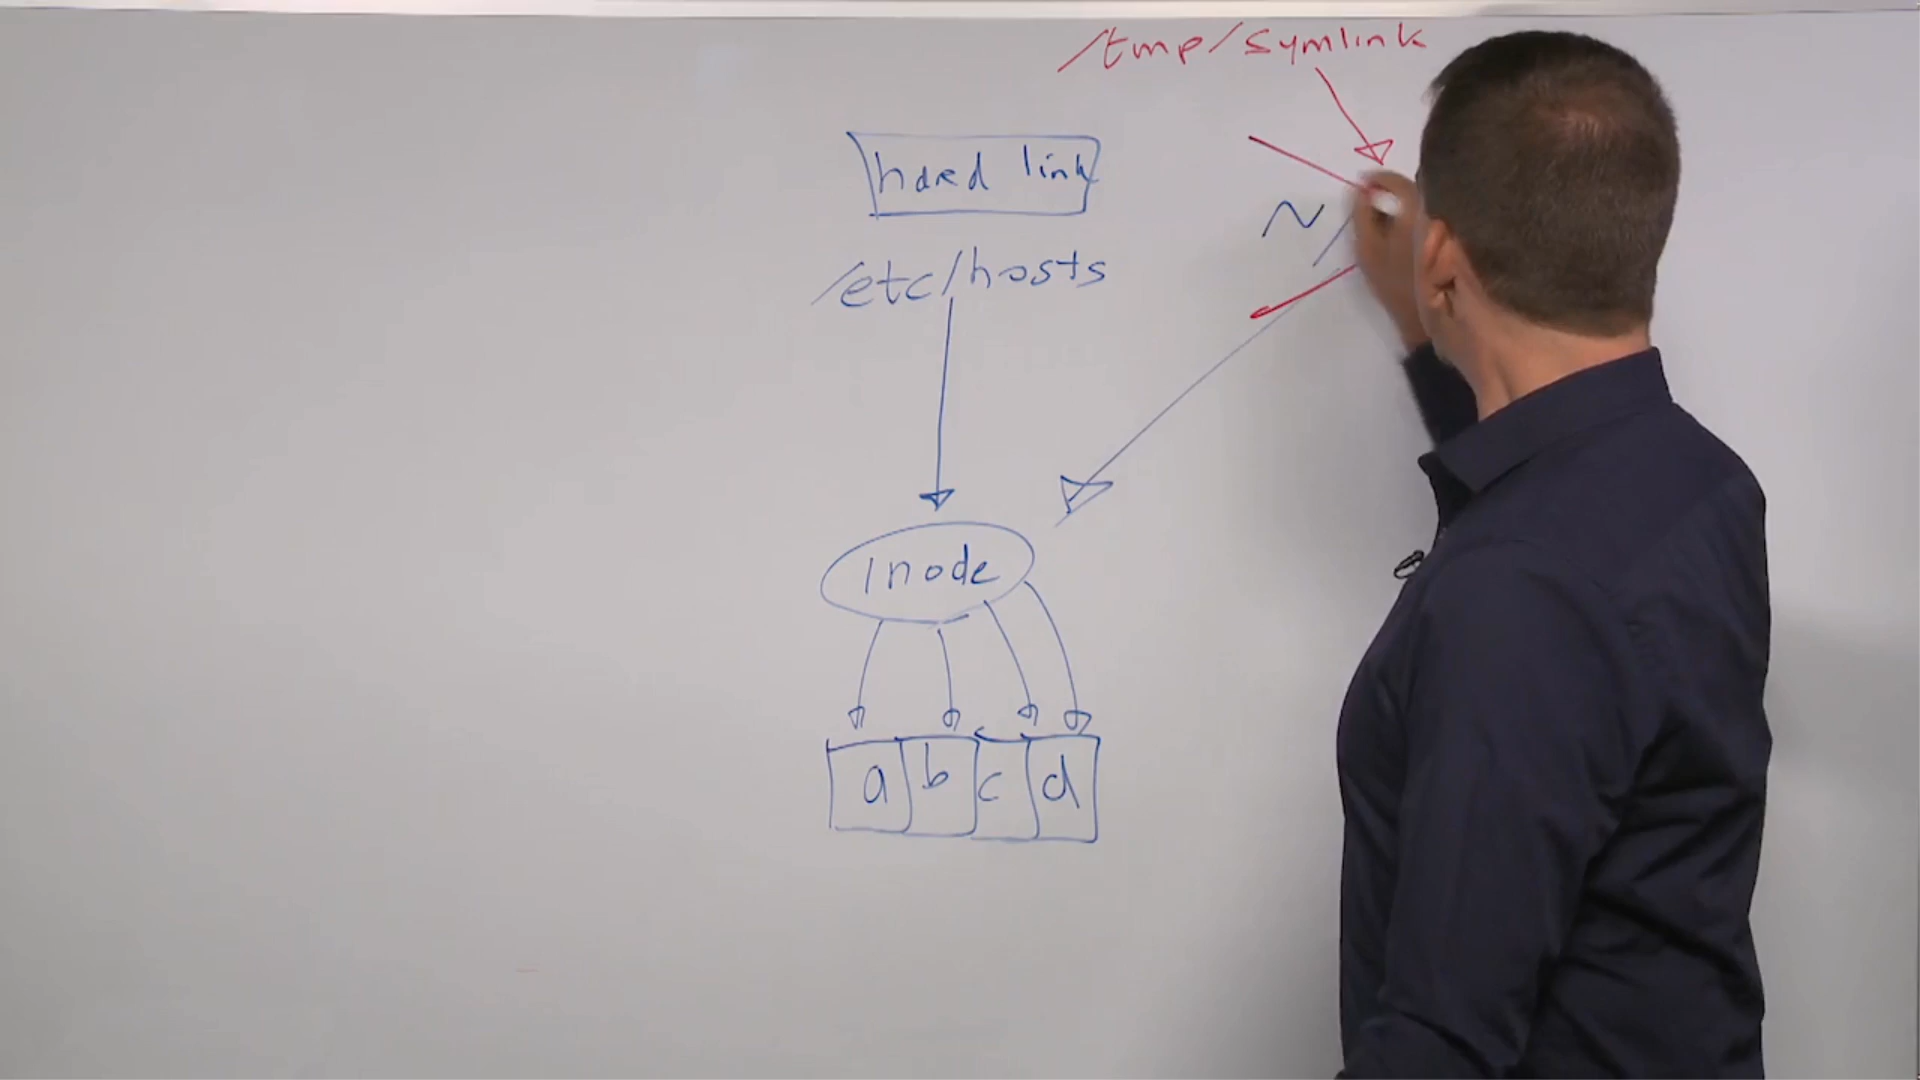 /tmp/symlink
hard link
~/
/etc/hosts
inode
a b c d